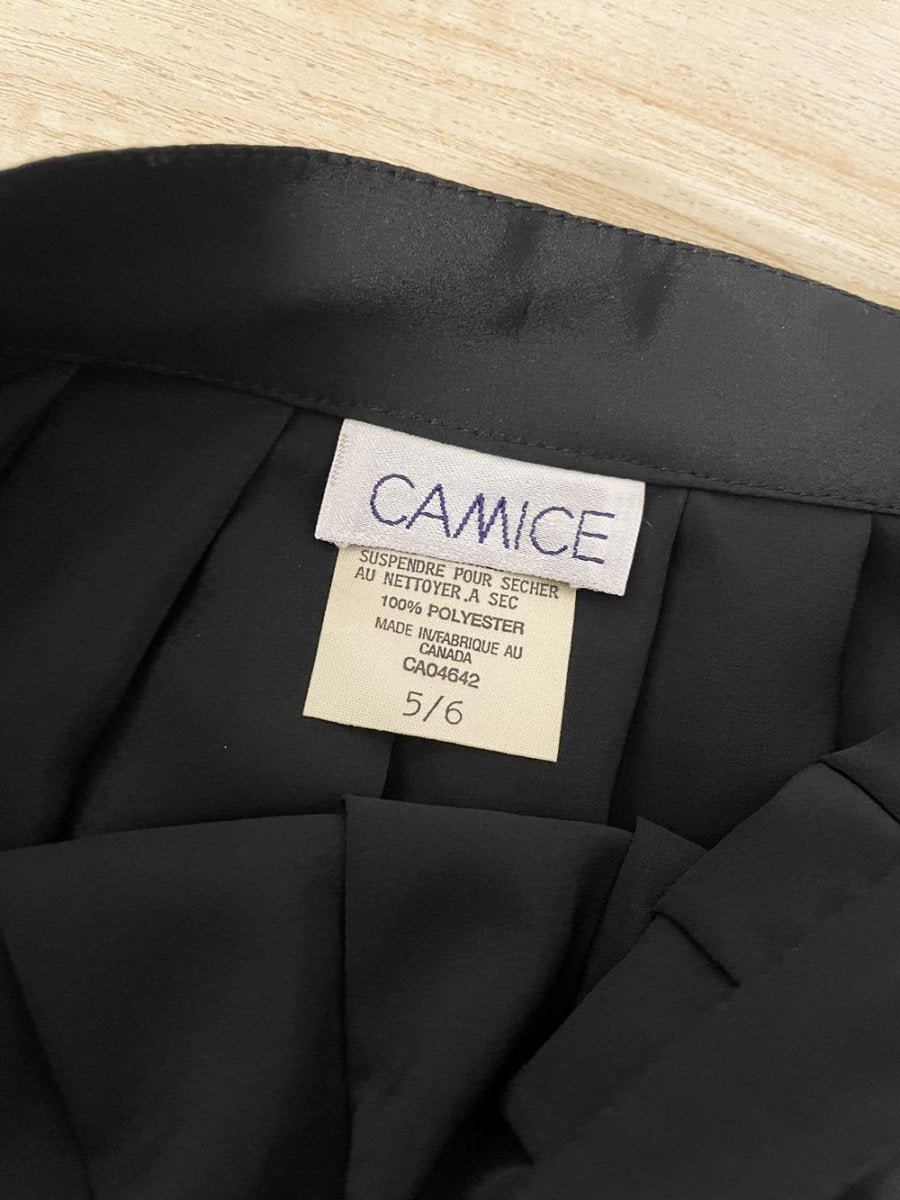 CAMICE
SUSPENDRE POUR SECHER
AU NETTOYER.A SEC
100% POLYESTER
MADE IN/FABRIQUE AU
CANADA
CA04642
5/6